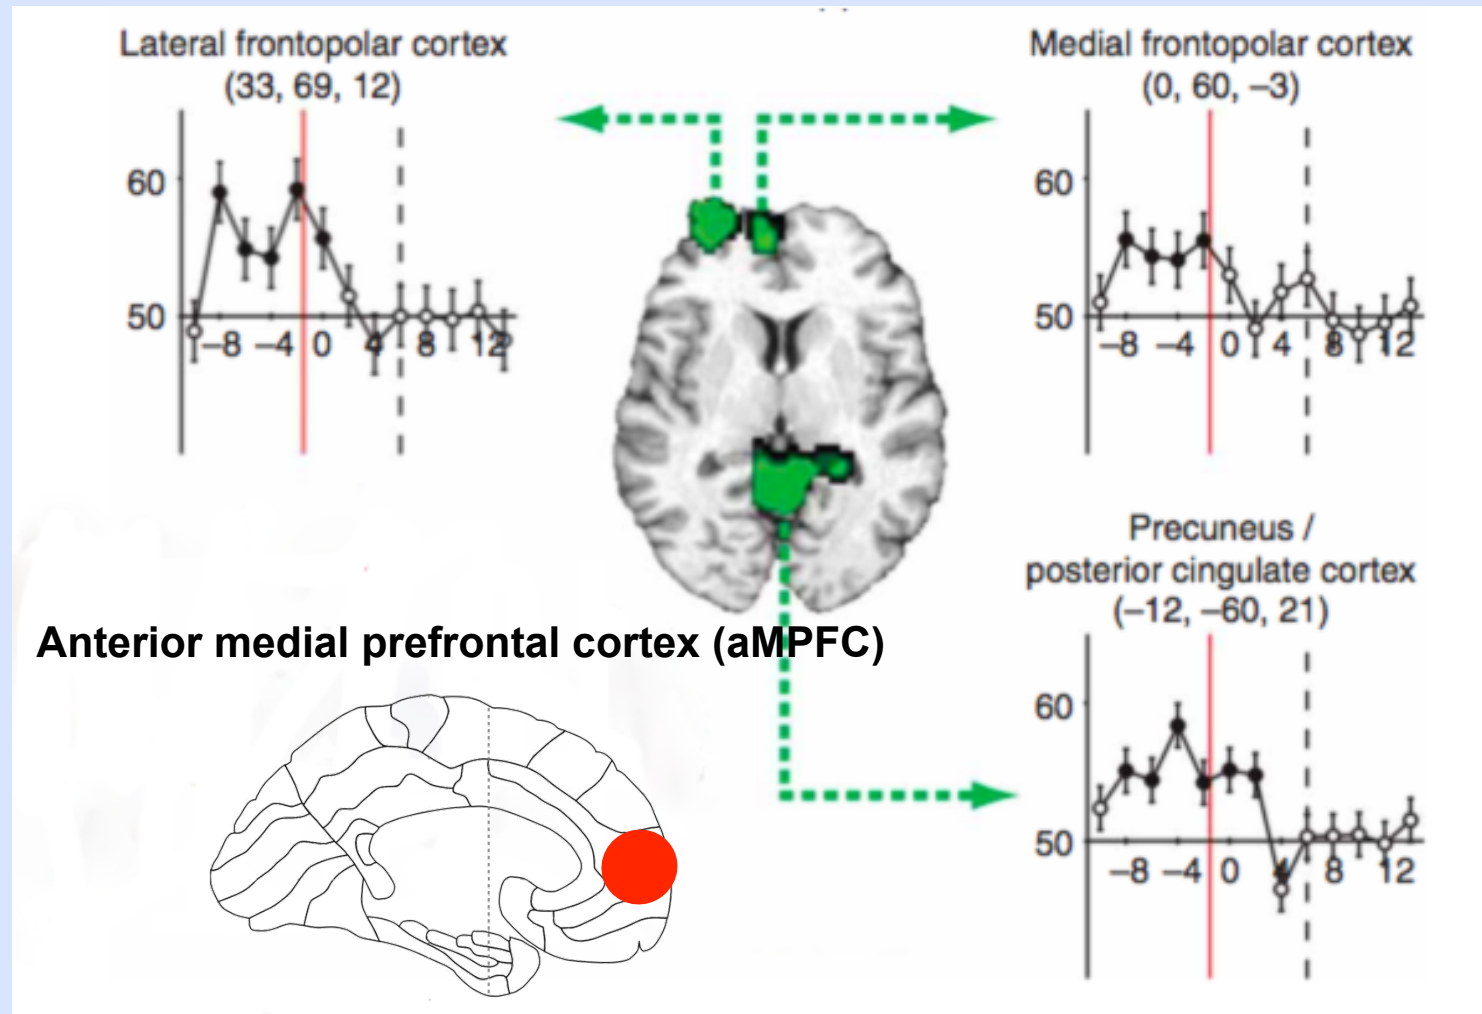 Lateral frontopolar cortex
(33, 69, 12)
60
50
–8 –4 0 4 8 12
Medial frontopolar cortex
(0, 60, –3)
60
50
–8 –4 0 4 8 12
Precuneus /
posterior cingulate cortex
(–12, –60, 21)
60
50
–8 –4 0 4 8 12
Anterior medial prefrontal cortex (aMPFC)